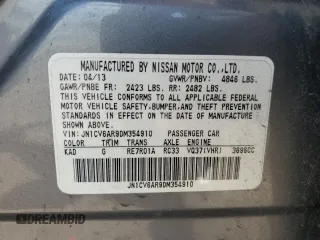 MANUFACTURED BY NISSAN MOTOR CO.,LTD.
DATE: 04/13 GVWR/PNBV: 4846 LBS.
GAWR/PNBE FR: 2423 LBS. RR: 2482 LBS.
THIS VEHICLE CONFORMS TO ALL APPLICABLE FEDERAL
MOTOR VEHICLE SAFETY, BUMPER, AND THEFT PREVENTION
STANDARDS IN EFFECT ON THE DATE OF MANUFACTURE
SHOWN ABOVE.
VIN: JN1CV6AR9DM354910 PASSENGER CAR
COLOR TRIM TRANS AXLE ENGINE
KAD G RE7R01A RC33 VQ37(VHR) 3696CC
JN1CV6AR9DM354910